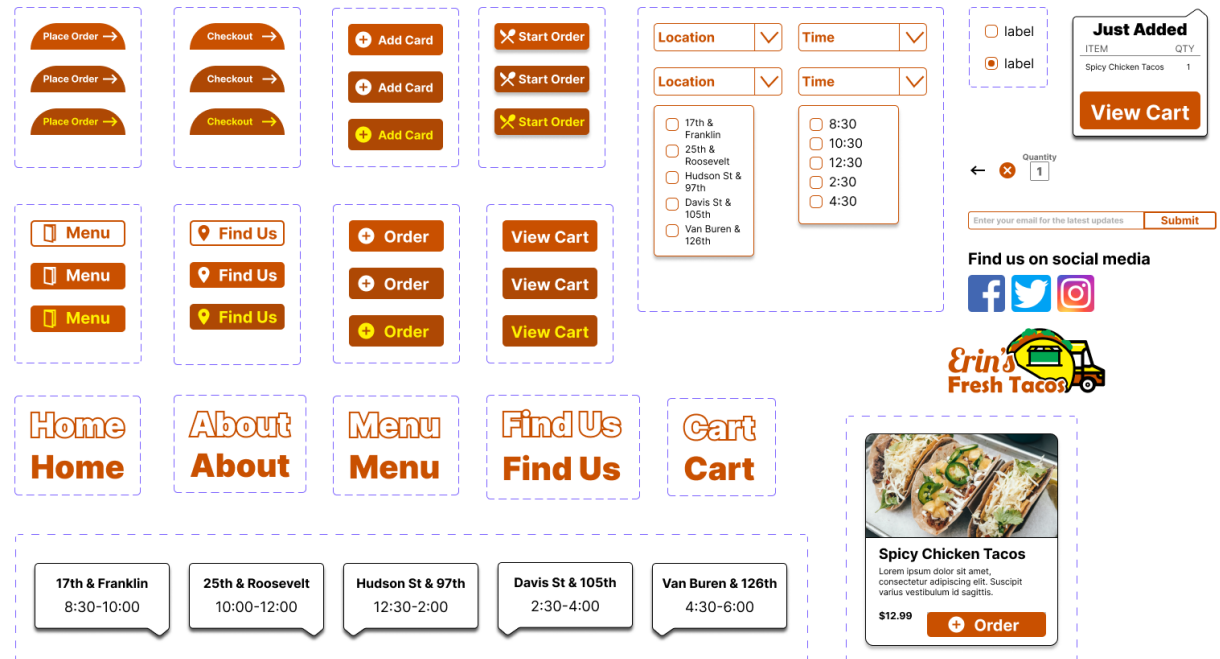 Place Order
Place Order
Place Order
Checkout
Checkout
Checkout
Add Card
Add Card
Add Card
Start Order
Start Order
Start Order
Location
Time
Location
Time
17th &
Franklin
25th &
Roosevelt
Hudson St &
97th
Davis St &
105th
Van Buren &
126th
8:30
10:30
12:30
2:30
4:30
label
label
Just Added
ITEM QTY
Spicy Chicken Tacos 1
View Cart
Quantity
1
Enter your email for the latest updates
Submit
Find us on social media
Erin's
Fresh Tacos
Menu
Menu
Menu
Find Us
Find Us
Find Us
Order
Order
Order
View Cart
View Cart
View Cart
Home
Home
About
About
Menu
Menu
Find Us
Find Us
Cart
Cart
17th & Franklin
8:30-10:00
25th & Roosevelt
10:00-12:00
Hudson St & 97th
12:30-2:00
Davis St & 105th
2:30-4:00
Van Buren & 126th
4:30-6:00
Spicy Chicken Tacos
Lorem ipsum dolor sit amet,
consectetur adipiscing elit. Suscipit
varius vestibulum id sagittis.
$12.99
Order